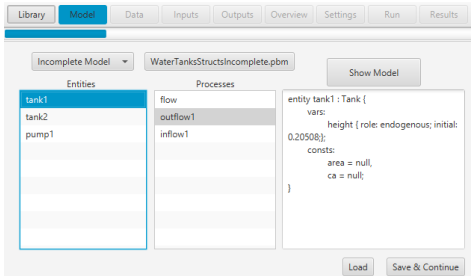 Library Model Data Inputs Outputs Overview Settings Run Results
Incomplete Model WaterTanksStructsIncomplete.pbm Show Model
Entities Processes
tank1 flow
tank2 outflow1
pump1 inflow1
entity tank1 : Tank {
vars:
height { role: endogenous; initial:
0.20508;};
consts:
area = null,
ca = null;
}
Load Save & Continue